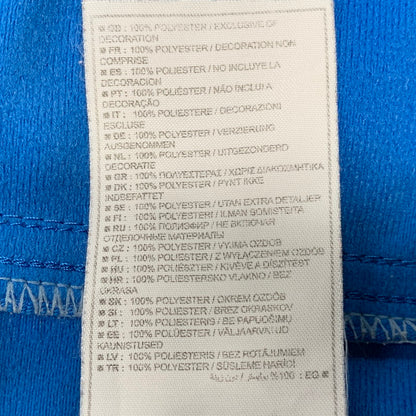 GB : 100% POLYESTER / EXCLUSIVE OF
DECORATION
FR : 100% POLYESTER / DECORATION NON
COMPRISE
ES : 100% POLIESTER / NO INCLUYE LA
DECORACION
PT : 100% POLIÉSTER / NÃO INCLUI A
DECORAÇÃO
IT : 100% POLIESTERE / DECORAZIONI
ESCLUSE
DE : 100% POLYESTER / VERZIERUNG
AUSGENOMMEN
NL : 100% POLYESTER / UITGEZONDERD
DECORATIE
GR : 100% ΠΟΛΥΕΣΤΕΡΑΣ / ΧΩΡΙΣ ΔΙΑΚΟΣΜΗΤΙΚΑ
DK : 100% POLYESTER / PYNT IKKE
INDBEFATTET
SE : 100% POLYESTER / UTAN EXTRA DETALJER
FI : 100% POLYESTERI / ILMAN SOMISTEITA
RU : 100% ПОЛИЭФИР / НЕ ВКЛЮЧАЯ
ОТДЕЛОЧНЫЕ МАТЕРИАЛЫ
CZ : 100% POLYESTER / VYJMA OZDOB
PL : 100% POLIESTER / Z WYŁĄCZENIEM OZDÓB
HU : 100% POLIÉSZTER / KIVÉVE A DÍSZÍTÉST
HR : 100% POLIESTERSKO VLAKNO / BEZ
UKRASA
SK : 100% POLYESTER / OKREM OZDÔB
SI : 100% POLIESTER / BREZ OKRASKOV
LT : 100% POLIESTERIS / BE PAPUOŠIMŲ
EE : 100% POLÜESTER / VÄLJAARVATUD
KAUNISTUSED
LV : 100% POLIESTERIS / BEZ ROTĀJUMIEM
TR : 100% POLYESTER / SÜSLEME HARİCİ
%100 : EG